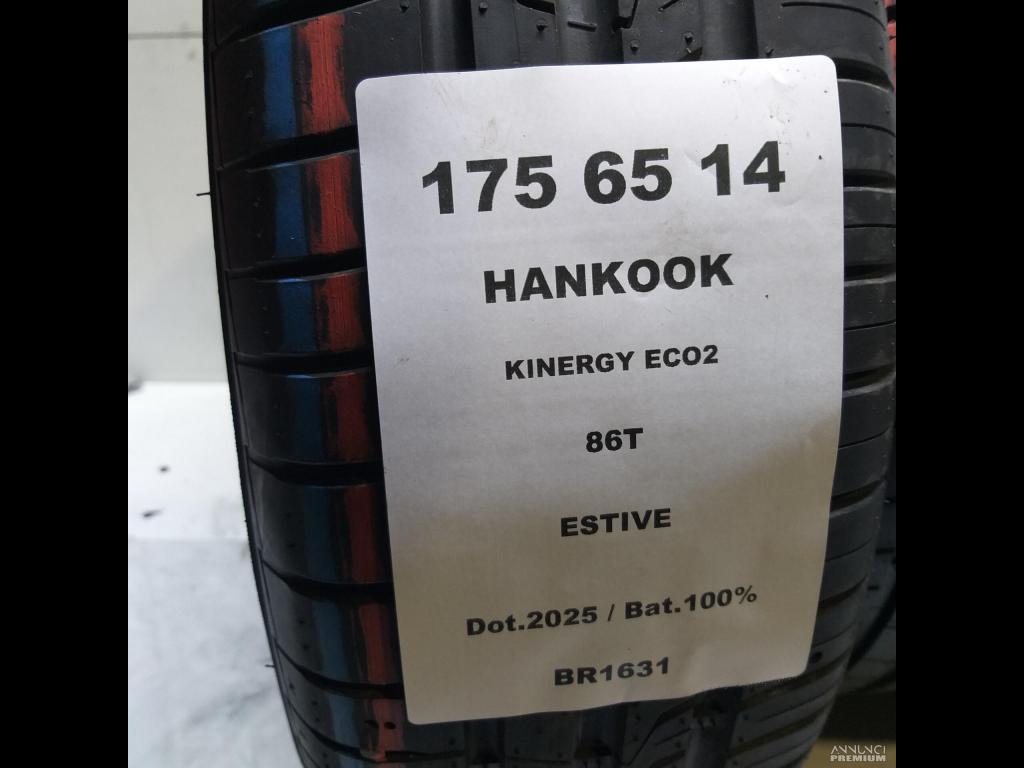 175 65 14
HANKOOK
KINERGY ECO2
86T
ESTIVE
Dot.2025 / Bat.100%
BR1631
ANNUNCI
PREMIUM